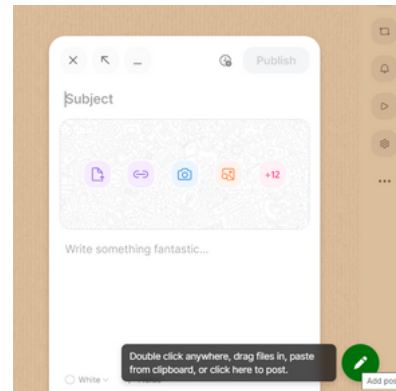 Publish
Subject
+12
Write something fantastic...
Double click anywhere, drag files in, paste
from clipboard, or click here to post.
White
Add pos